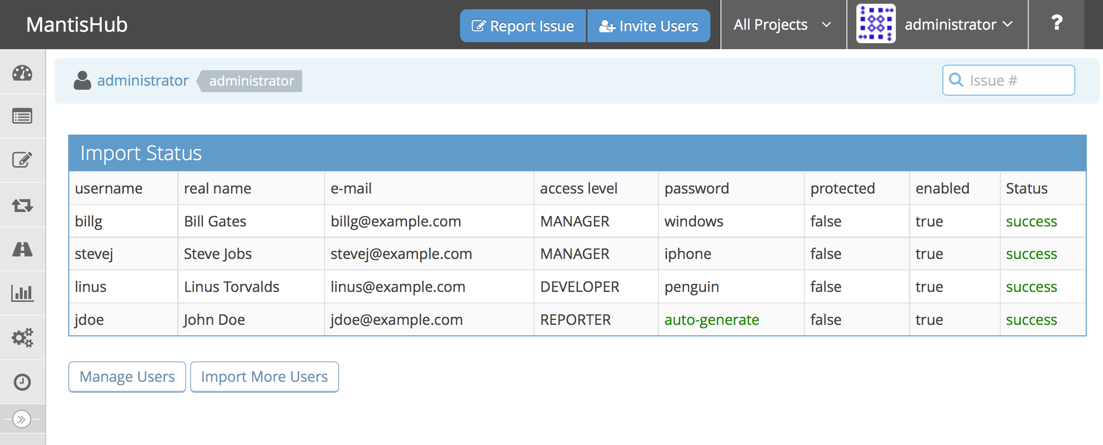 MantisHub Report Issue Invite Users All Projects administrator ?
administrator administrator Issue #
Import Status
username real name e-mail access level password protected enabled Status
billg Bill Gates billg@example.com MANAGER windows false true success
stevej Steve Jobs stevej@example.com MANAGER iphone false true success
linus Linus Torvalds linus@example.com DEVELOPER penguin false true success
jdoe John Doe jdoe@example.com REPORTER auto-generate false true success
Manage Users Import More Users